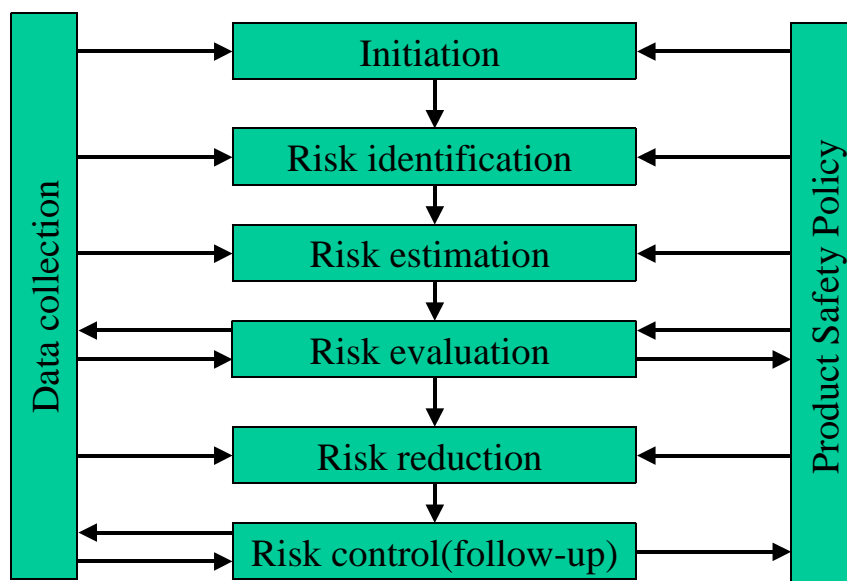 Data collection
Initiation
Risk identification
Risk estimation
Risk evaluation
Risk reduction
Risk control(follow-up)
Product Safety Policy